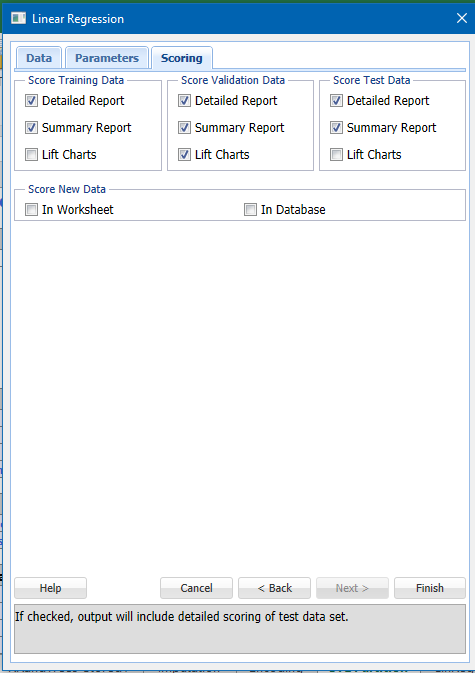 Linear Regression
Data Parameters Scoring
Score Training Data Score Validation Data Score Test Data
Detailed Report Detailed Report Detailed Report
Summary Report Summary Report Summary Report
Lift Charts Lift Charts Lift Charts
Score New Data
In Worksheet In Database
Help Cancel < Back Next > Finish
If checked, output will include detailed scoring of test data set.